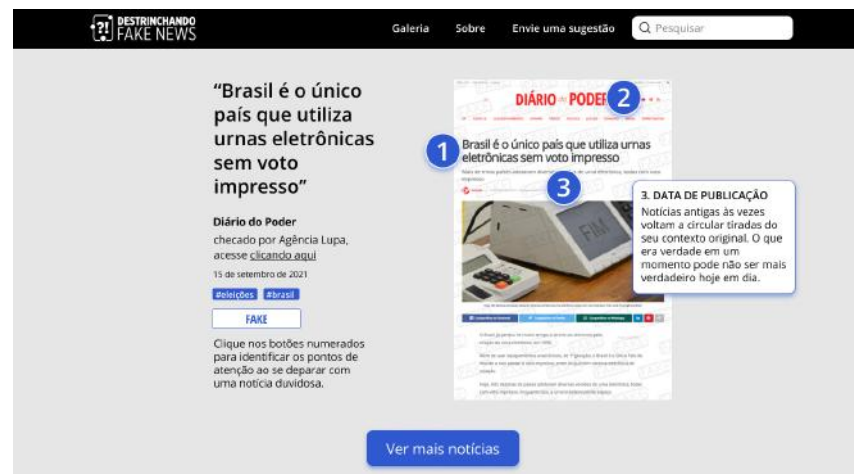 DESTRINCHANDO
FAKE NEWS
Galeria Sobre Envie uma sugestão Pesquisar
“Brasil é o único
país que utiliza
urnas eletrônicas
sem voto
impresso”
Diário do Poder
checado por Agência Lupa,
acesse clicando aqui
15 de setembro de 2021
#eleições #brasil
FAKE
Clique nos botões numerados
para identificar os pontos de
atenção ao se deparar com
uma notícia duvidosa.
DIÁRIO DO PODER
2
1
Brasil é o único país que utiliza urnas
eletrônicas sem voto impresso
3
FIM
3. DATA DE PUBLICAÇÃO
Notícias antigas às vezes
voltam a circular tiradas do
seu contexto original. O que
era verdade em um
momento pode não ser mais
verdadeiro hoje em dia.
Ver mais notícias